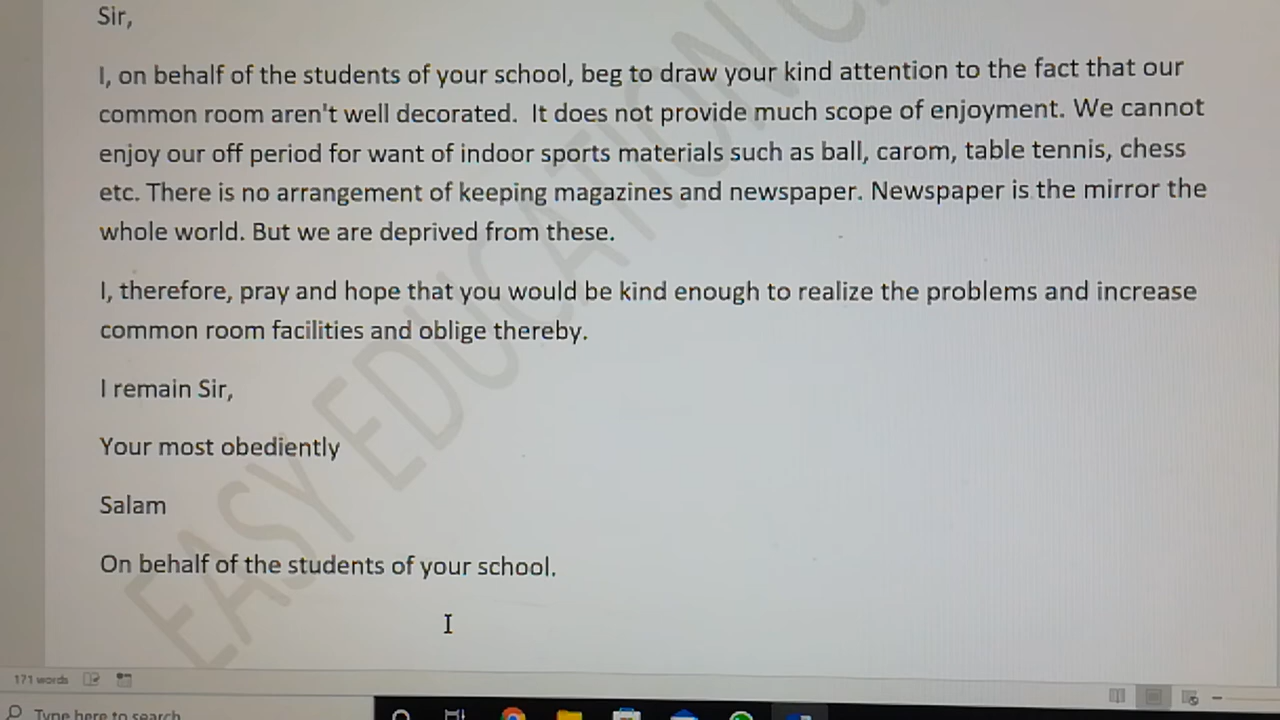 Sir,
I, on behalf of the students of your school, beg to draw your kind attention to the fact that our
common room aren't well decorated.  It does not provide much scope of enjoyment. We cannot
enjoy our off period for want of indoor sports materials such as ball, carom, table tennis, chess
etc. There is no arrangement of keeping magazines and newspaper. Newspaper is the mirror the
whole world. But we are deprived from these.
I, therefore, pray and hope that you would be kind enough to realize the problems and increase
common room facilities and oblige thereby.
I remain Sir,
Your most obediently
Salam
On behalf of the students of your school.
EASY EDUCATION C
171 words
Type here to search